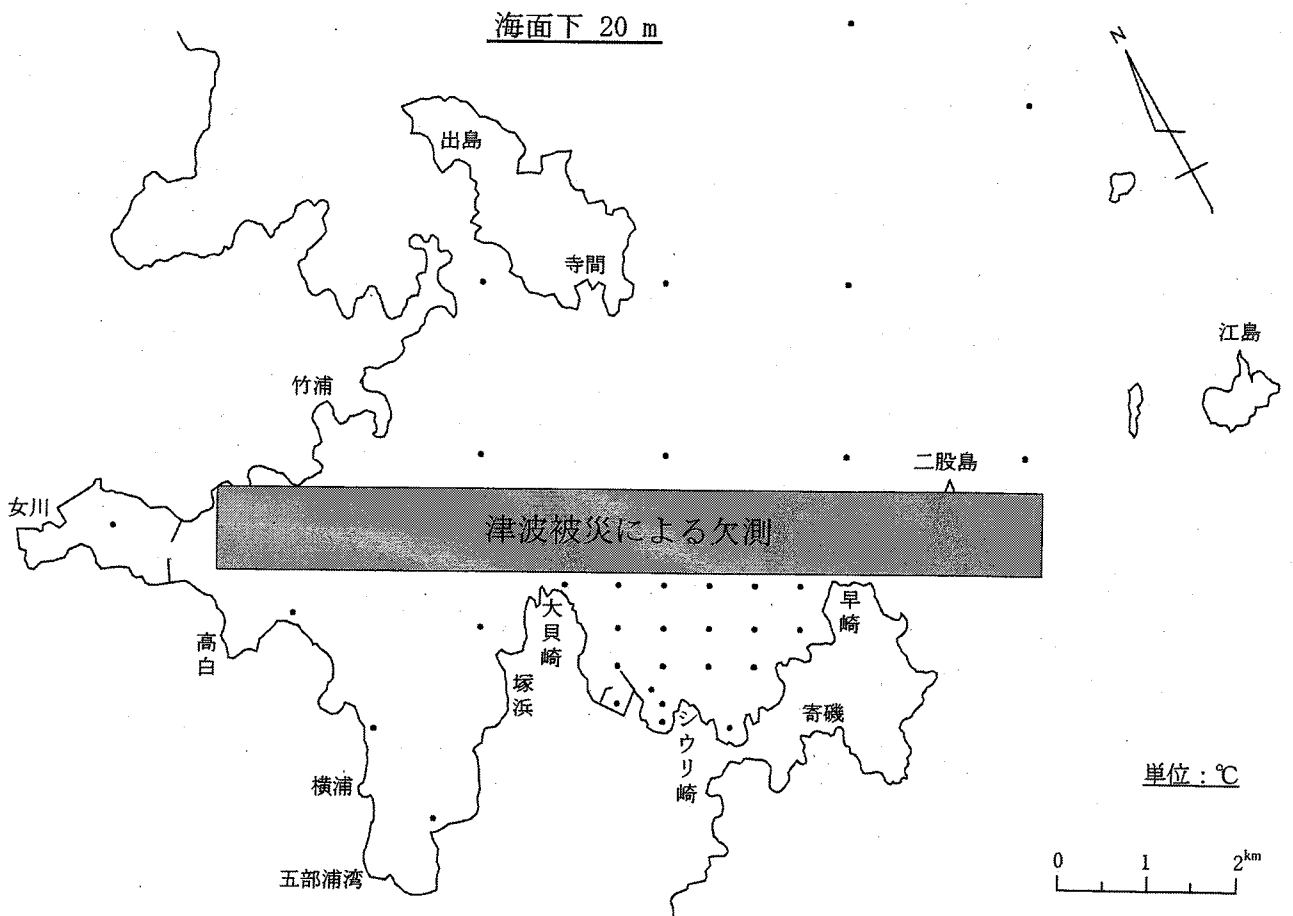 海面下 20 m
N
出島
寺間
江島
竹浦
二股島
女川
津波被災による欠測
大貝崎
早崎
高白
塚浜
シウリ崎
寄磯
横浦
単位:℃
五部浦湾
0 1 2km